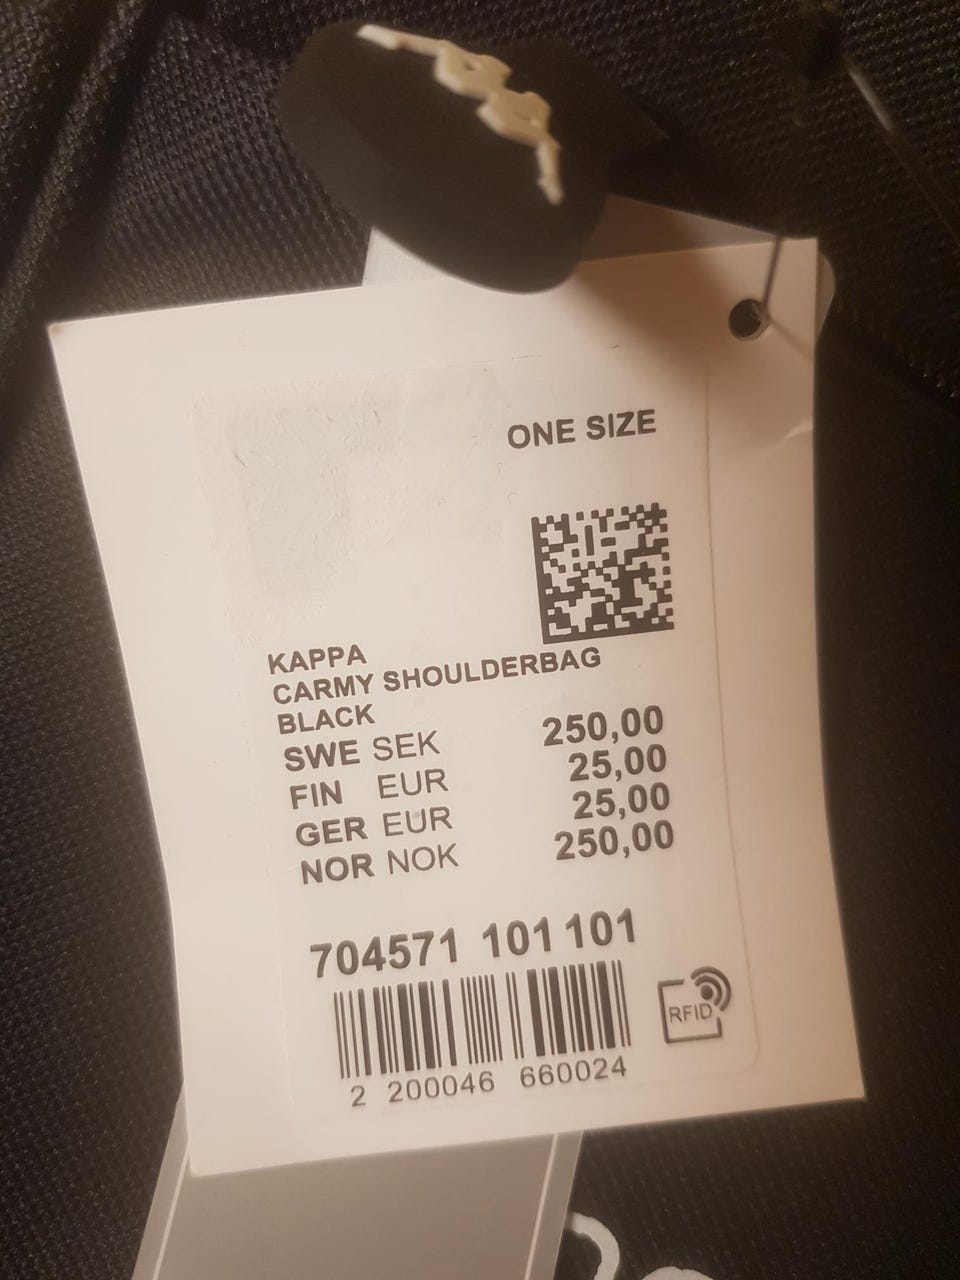 ONE SIZE
KAPPA
CARMY SHOULDERBAG
BLACK
SWE SEK 250,00
FIN EUR 25,00
GER EUR 25,00
NOR NOK 250,00
704571 101 101
RFID
2 200046 660024